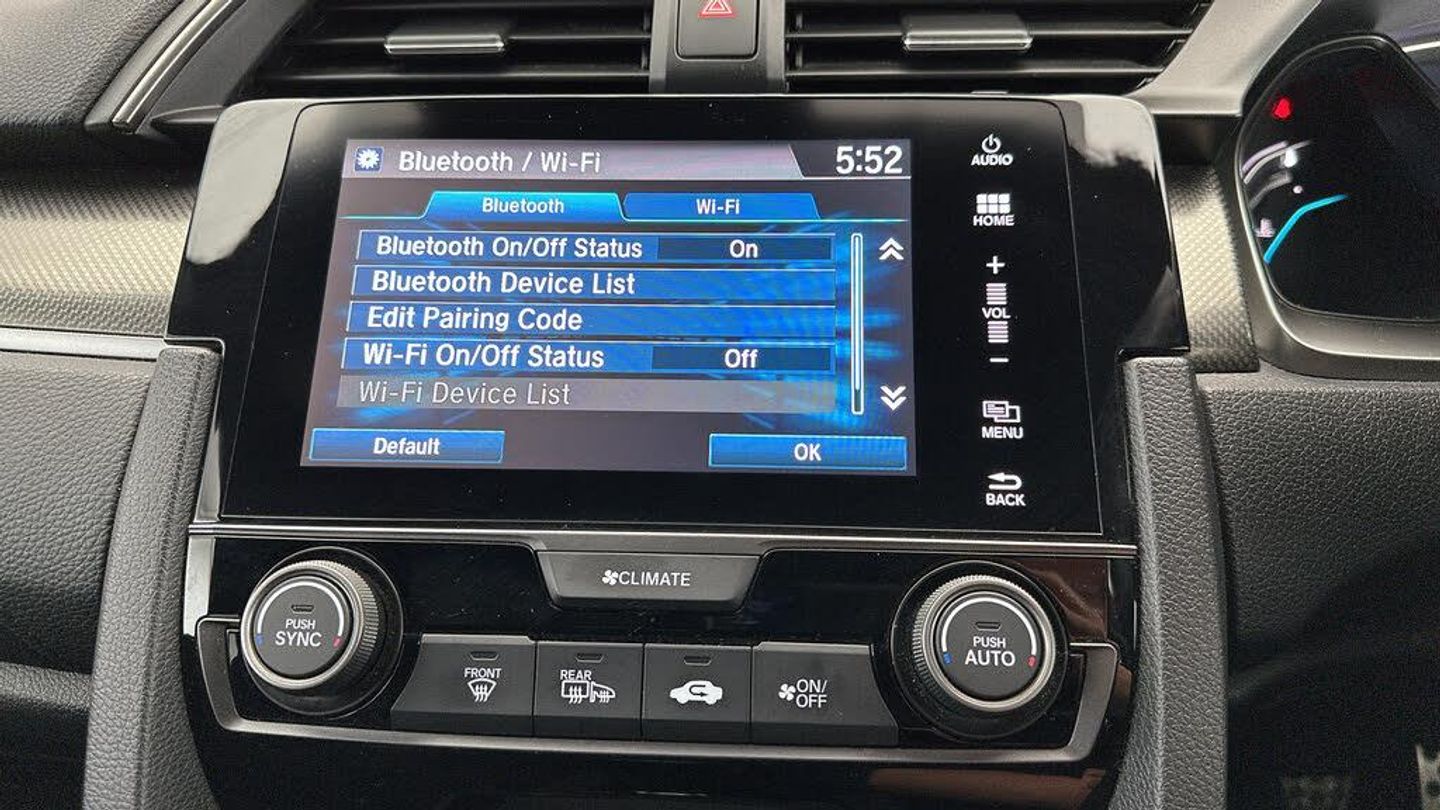 Bluetooth / Wi-Fi 5:52
AUDIO
Bluetooth Wi-Fi
HOME
Bluetooth On/Off Status On
Bluetooth Device List
Edit Pairing Code
+
VOL
−
Wi-Fi On/Off Status Off
Wi-Fi Device List
MENU
Default OK
BACK
CLIMATE
PUSH
SYNC
FRONT
REAR
ON/
OFF
PUSH
AUTO